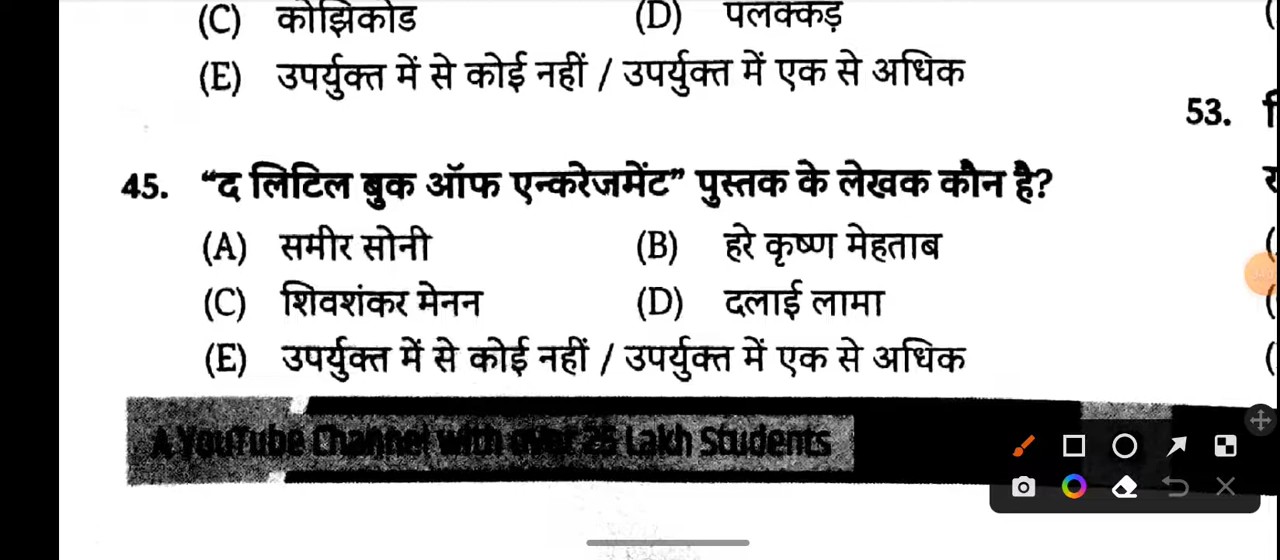 (C) कोझिकोड (D) पलक्कड़
(E) उपर्युक्त में से कोई नहीं / उपर्युक्त में एक से अधिक
53.
45. “द लिटिल बुक ऑफ एन्करेजमेंट” पुस्तक के लेखक कौन है?
(A) समीर सोनी (B) हरे कृष्ण मेहताब
(C) शिवशंकर मेनन (D) दलाई लामा
(E) उपर्युक्त में से कोई नहीं / उपर्युक्त में एक से अधिक
A YouTube Channel with over 25 Lakh Students